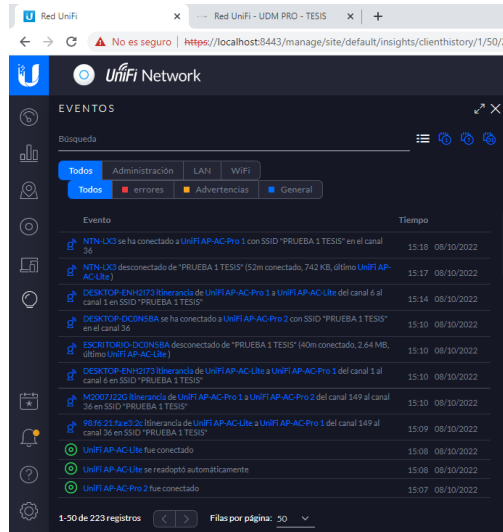 Red UniFi
Red UniFi - UDM PRO - TESIS
No es seguro | https://localhost:8443/manage/site/default/insights/clienthistory/1/50/
UniFi Network
EVENTOS
Búsqueda
Todos Administración LAN WiFi
Todos errores Advertencias General
Evento Tiempo
NTN-LX3 se ha conectado a UniFi AP-AC-Pro 1 con SSID "PRUEBA 1 TESIS" en el canal
36
15:18 08/10/2022
NTN-LX3 desconectado de "PRUEBA 1 TESIS" (52m conectado, 742 KB, último UniFi AP-
AC-Lite )
15:17 08/10/2022
DESKTOP-ENH2I73 itinerancia de UniFi AP-AC-Pro 1 a UniFi AP-AC-Lite del canal 6 al
canal 1 en SSID "PRUEBA 1 TESIS"
15:14 08/10/2022
DESKTOP-DC0N5BA se ha conectado a UniFi AP-AC-Pro 2 con SSID "PRUEBA 1 TESIS"
en el canal 36
15:10 08/10/2022
ESCRITORIO-DC0N5BA desconectado de "PRUEBA 1 TESIS" (40m conectado, 2.64 MB,
último UniFi AP-AC-Lite )
15:10 08/10/2022
DESKTOP-ENH2I73 itinerancia de UniFi AP-AC-Lite a UniFi AP-AC-Pro 1 del canal 1 al
canal 6 en SSID "PRUEBA 1 TESIS"
15:10 08/10/2022
M2007J22G itinerancia de UniFi AP-AC-Pro 1 a UniFi AP-AC-Pro 2 del canal 149 al canal
36 en SSID "PRUEBA 1 TESIS"
15:10 08/10/2022
98:f6:21:fa:e3:2c itinerancia de UniFi AP-AC-Lite a UniFi AP-AC-Pro 1 del canal 149 al
canal 36 en SSID "PRUEBA 1 TESIS"
15:09 08/10/2022
UniFi AP-AC-Lite fue conectado 15:08 08/10/2022
UniFi AP-AC-Lite se readoptó automáticamente 15:08 08/10/2022
UniFi AP-AC-Pro 2 fue conectado 15:07 08/10/2022
1-50 de 223 registros Filas por página: 50